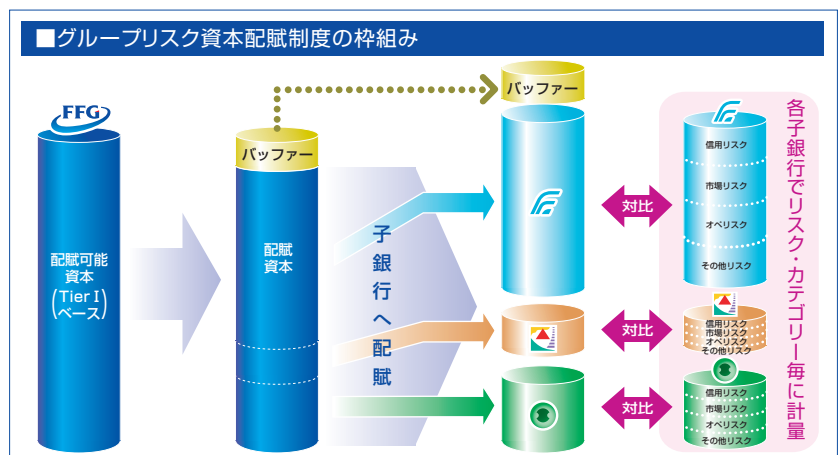 ■グループリスク資本配賦制度の枠組み
FFG
配賦可能
資本
(Tier I
ベース)
バッファー
配賦
資本
子銀行へ配賦
バッファー
対比
対比
対比
信用リスク
市場リスク
オペリスク
その他リスク
信用リスク
市場リスク
オペリスク
その他リスク
信用リスク
市場リスク
オペリスク
その他リスク
各子銀行でリスク・カテゴリー毎に計量